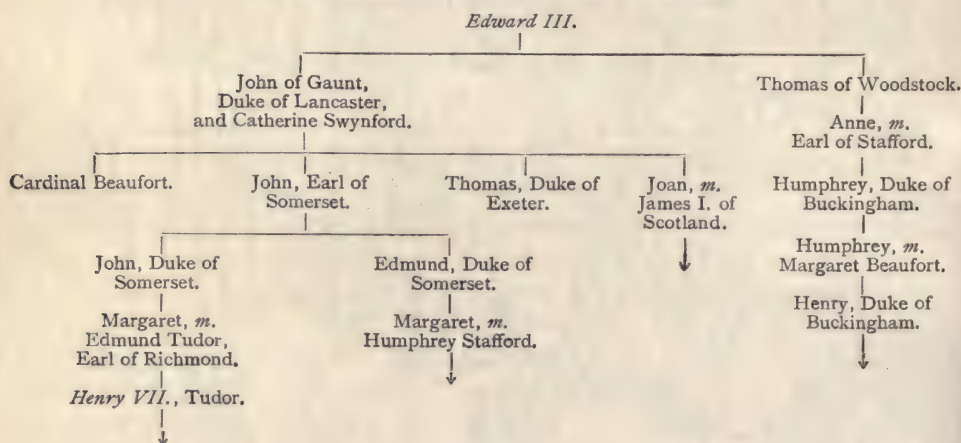 Edward III.
John of Gaunt,
Duke of Lancaster,
and Catherine Swynford.
Thomas of Woodstock.
Anne, m.
Earl of Stafford.
Cardinal Beaufort.
John, Earl of
Somerset.
Thomas, Duke of
Exeter.
Joan, m.
James I. of
Scotland.
Humphrey, Duke of
Buckingham.
John, Duke of
Somerset.
Edmund, Duke of
Somerset.
Humphrey, m.
Margaret Beaufort.
Margaret, m.
Edmund Tudor,
Earl of Richmond.
Margaret, m.
Humphrey Stafford.
Henry, Duke of
Buckingham.
Henry VII., Tudor.